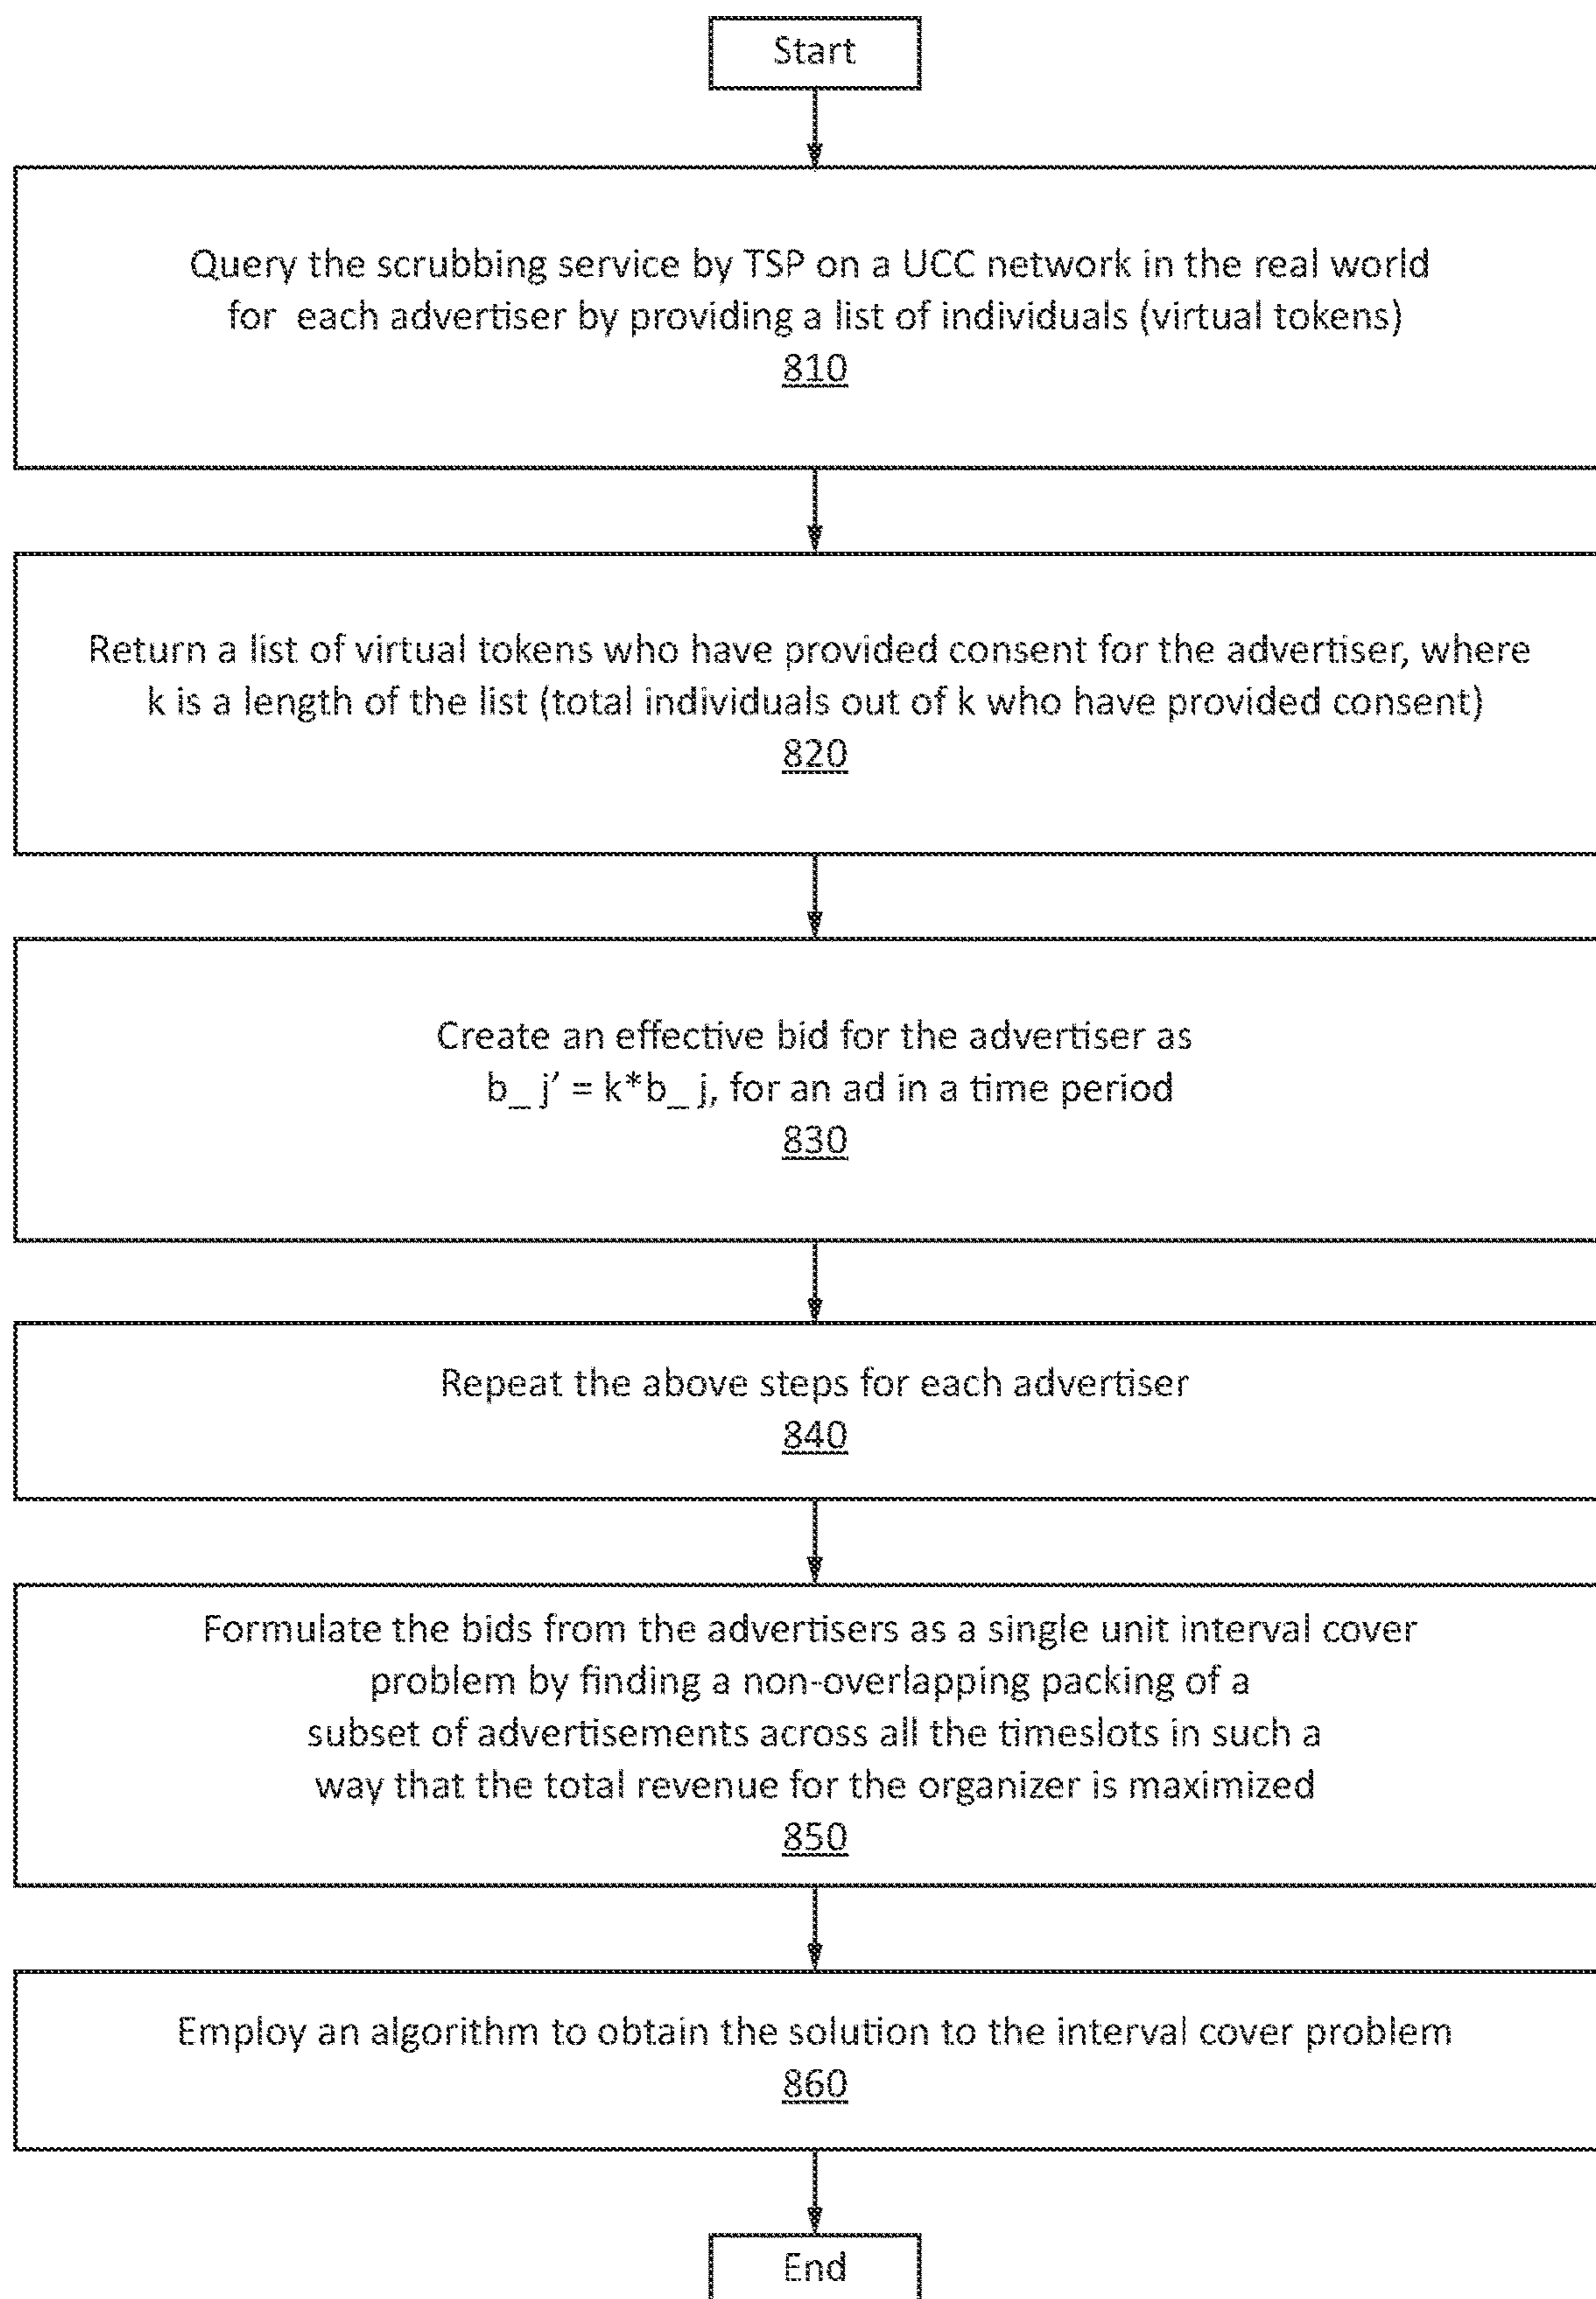 Start
Query the scrubbing service by TSP on a UCC network in the real world
for each advertiser by providing a list of individuals (virtual tokens)
810
Return a list of virtual tokens who have provided consent for the advertiser, where
k is a length of the list (total individuals out of k who have provided consent)
820
Create an effective bid for the advertiser as
b_ j’ = k*b_ j, for an ad in a time period
830
Repeat the above steps for each advertiser
840
Formulate the bids from the advertisers as a single unit interval cover
problem by finding a non-overlapping packing of a
subset of advertisements across all the timeslots in such a
way that the total revenue for the organizer is maximized
850
Employ an algorithm to obtain the solution to the interval cover problem
860
End